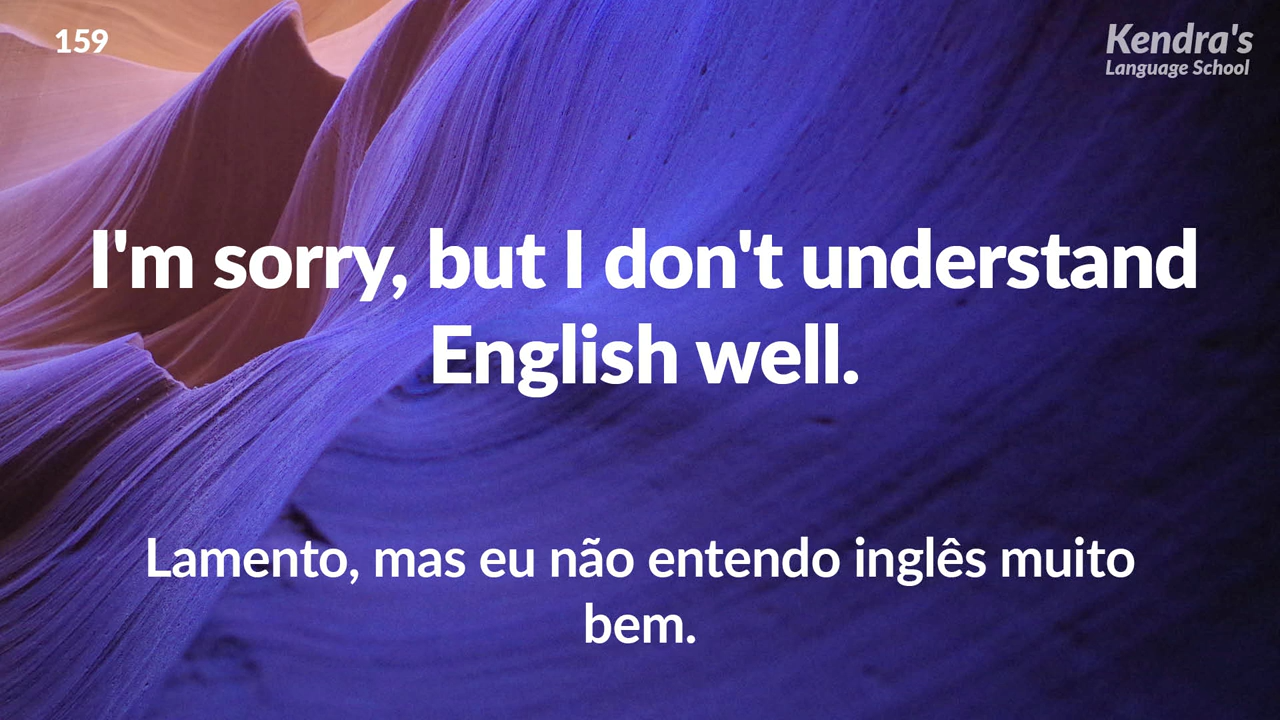 159
Kendra's
Language School
I'm sorry, but I don't understand
English well.
Lamento, mas eu não entendo inglês muito
bem.